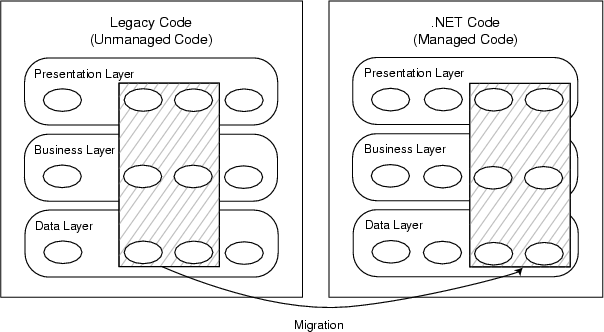 Legacy Code
(Unmanaged Code)
Presentation Layer
Business Layer
Data Layer
.NET Code
(Managed Code)
Presentation Layer
Business Layer
Data Layer
Migration